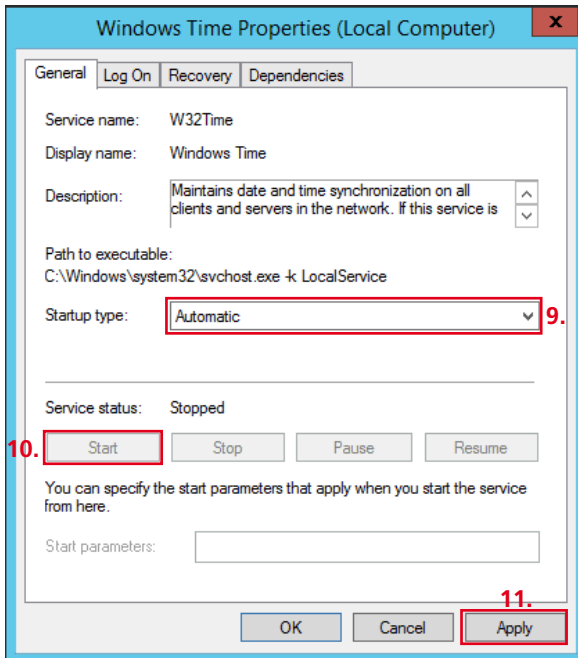 Windows Time Properties (Local Computer)
x
General Log On Recovery Dependencies
Service name: W32Time
Display name: Windows Time
Description: Maintains date and time synchronization on all
clients and servers in the network. If this service is
Path to executable:
C:\Windows\system32\svchost.exe -k LocalService
Startup type: Automatic 9.
Service status: Stopped
10. Start Stop Pause Resume
You can specify the start parameters that apply when you start the service
from here.
Start parameters:
11.
OK Cancel Apply